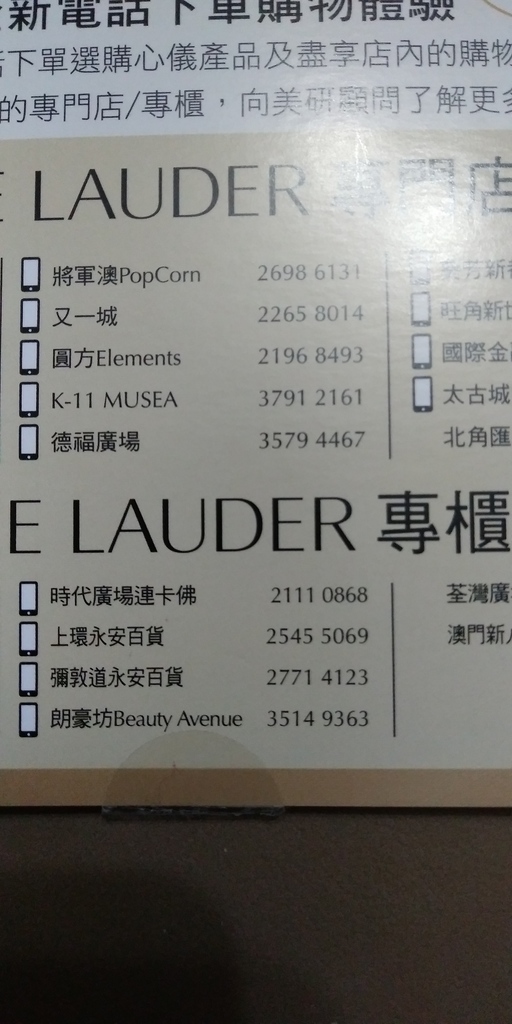 新電話下單購物體驗
話下單選購心儀產品及盡享店內的購物
的專門店/專櫃，向美研顧問了解更多
E LAUDER 專門店
將軍澳PopCorn 2698 6131
又一城 2265 8014
圓方Elements 2196 8493
K-11 MUSEA 3791 2161
德福廣場 3579 4467
旺角新世
國際金融
太古城
北角匯
E LAUDER 專櫃
時代廣場連卡佛 2111 0868
上環永安百貨 2545 5069
彌敦道永安百貨 2771 4123
朗豪坊Beauty Avenue 3514 9363
荃灣廣
澳門新八